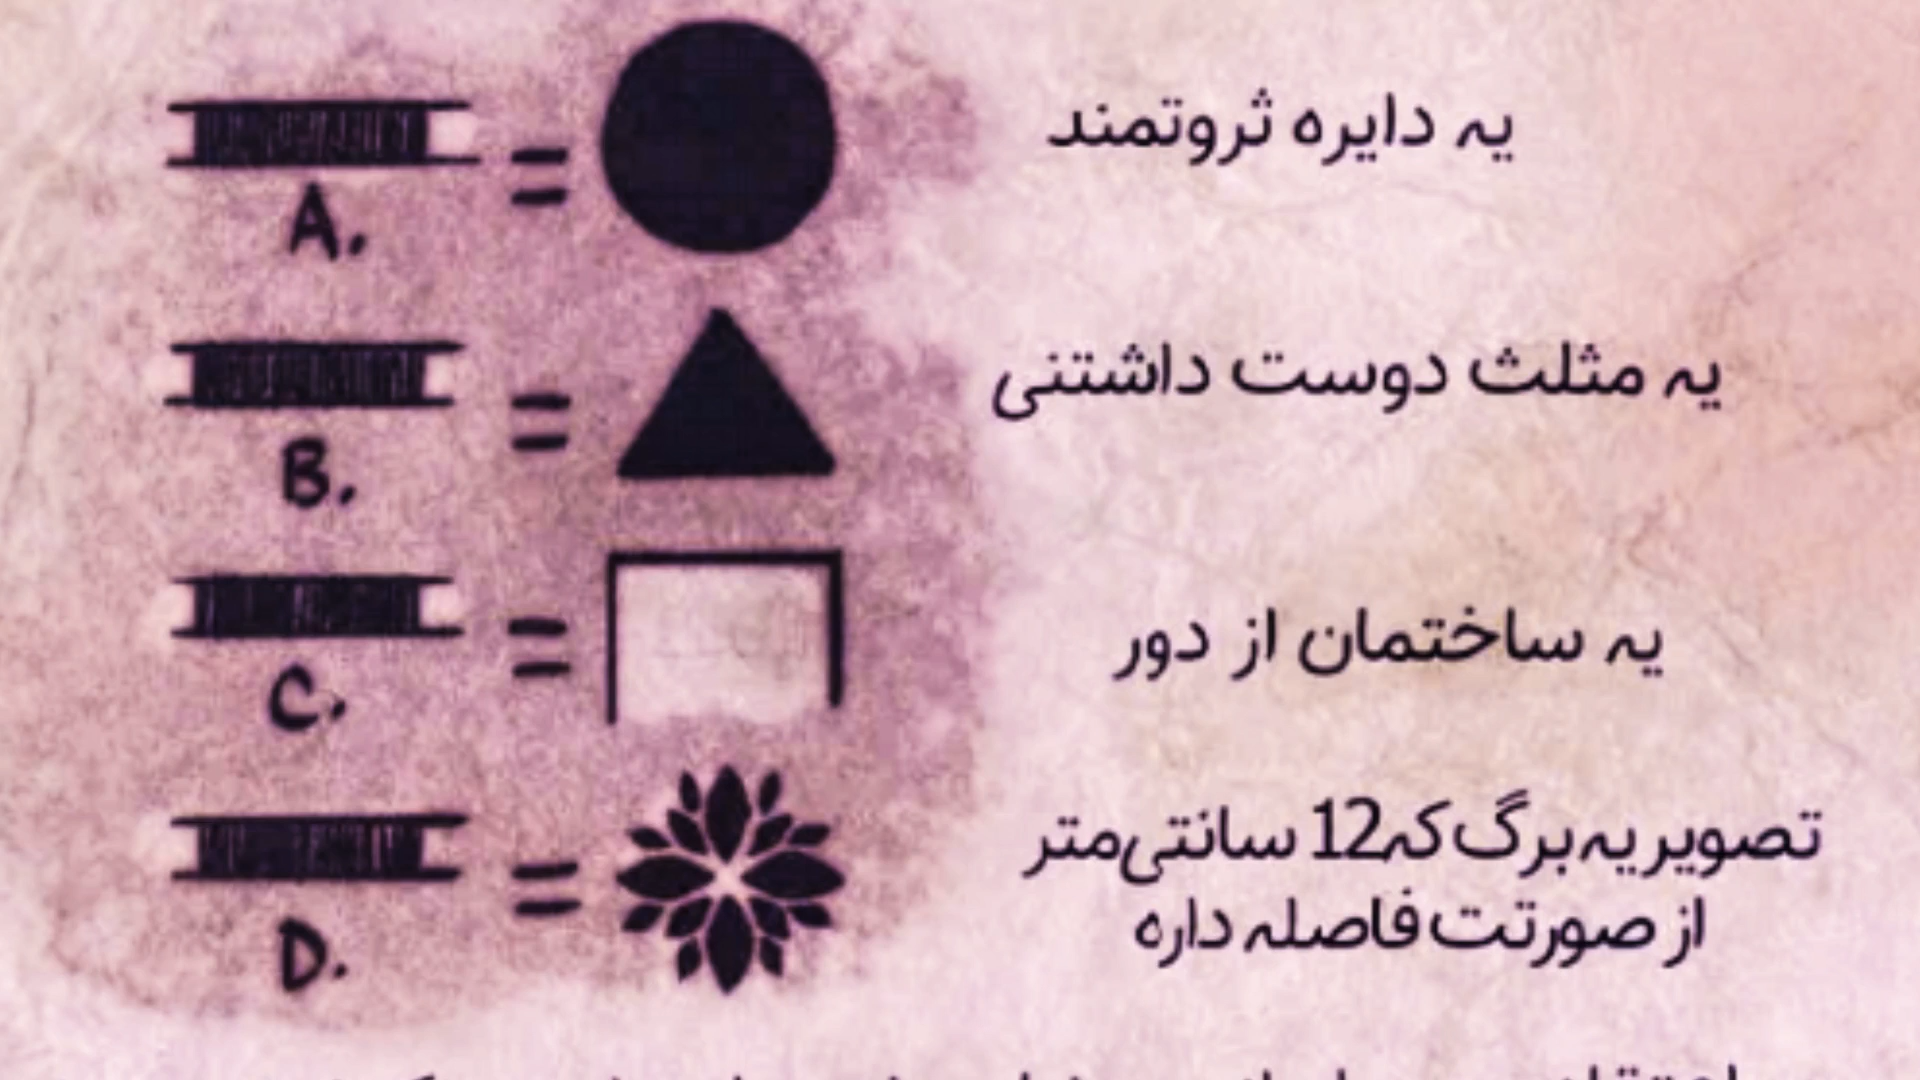 A. = یه دایره ثروتمند
B. = یه مثلث دوست داشتنی
C. = یه ساختمان از دور
D. = تصویر یه برگ که 12 سانتی‌متر
از صورتت فاصله داره